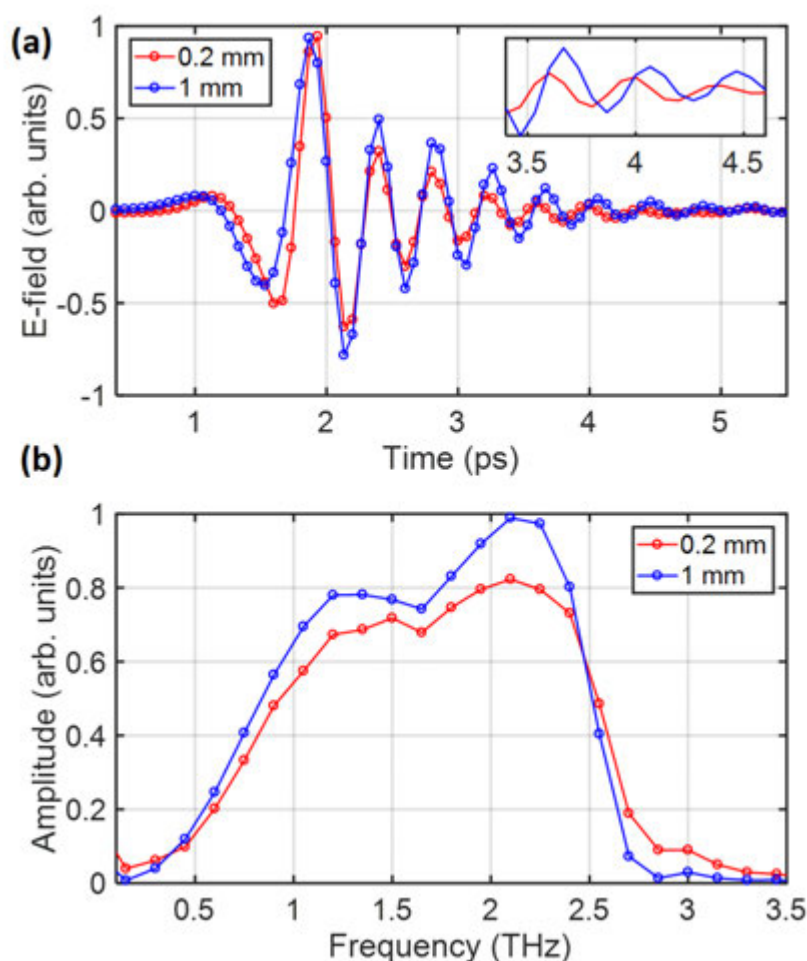 (a)
E-field (arb. units)
1
0.5
0
-0.5
-1
0.2 mm
1 mm
3.5 4 4.5
1 2 3 4 5
Time (ps)
(b)
Amplitude (arb. units)
1
0.8
0.6
0.4
0.2
0
0.2 mm
1 mm
0.5 1 1.5 2 2.5 3 3.5
Frequency (THz)